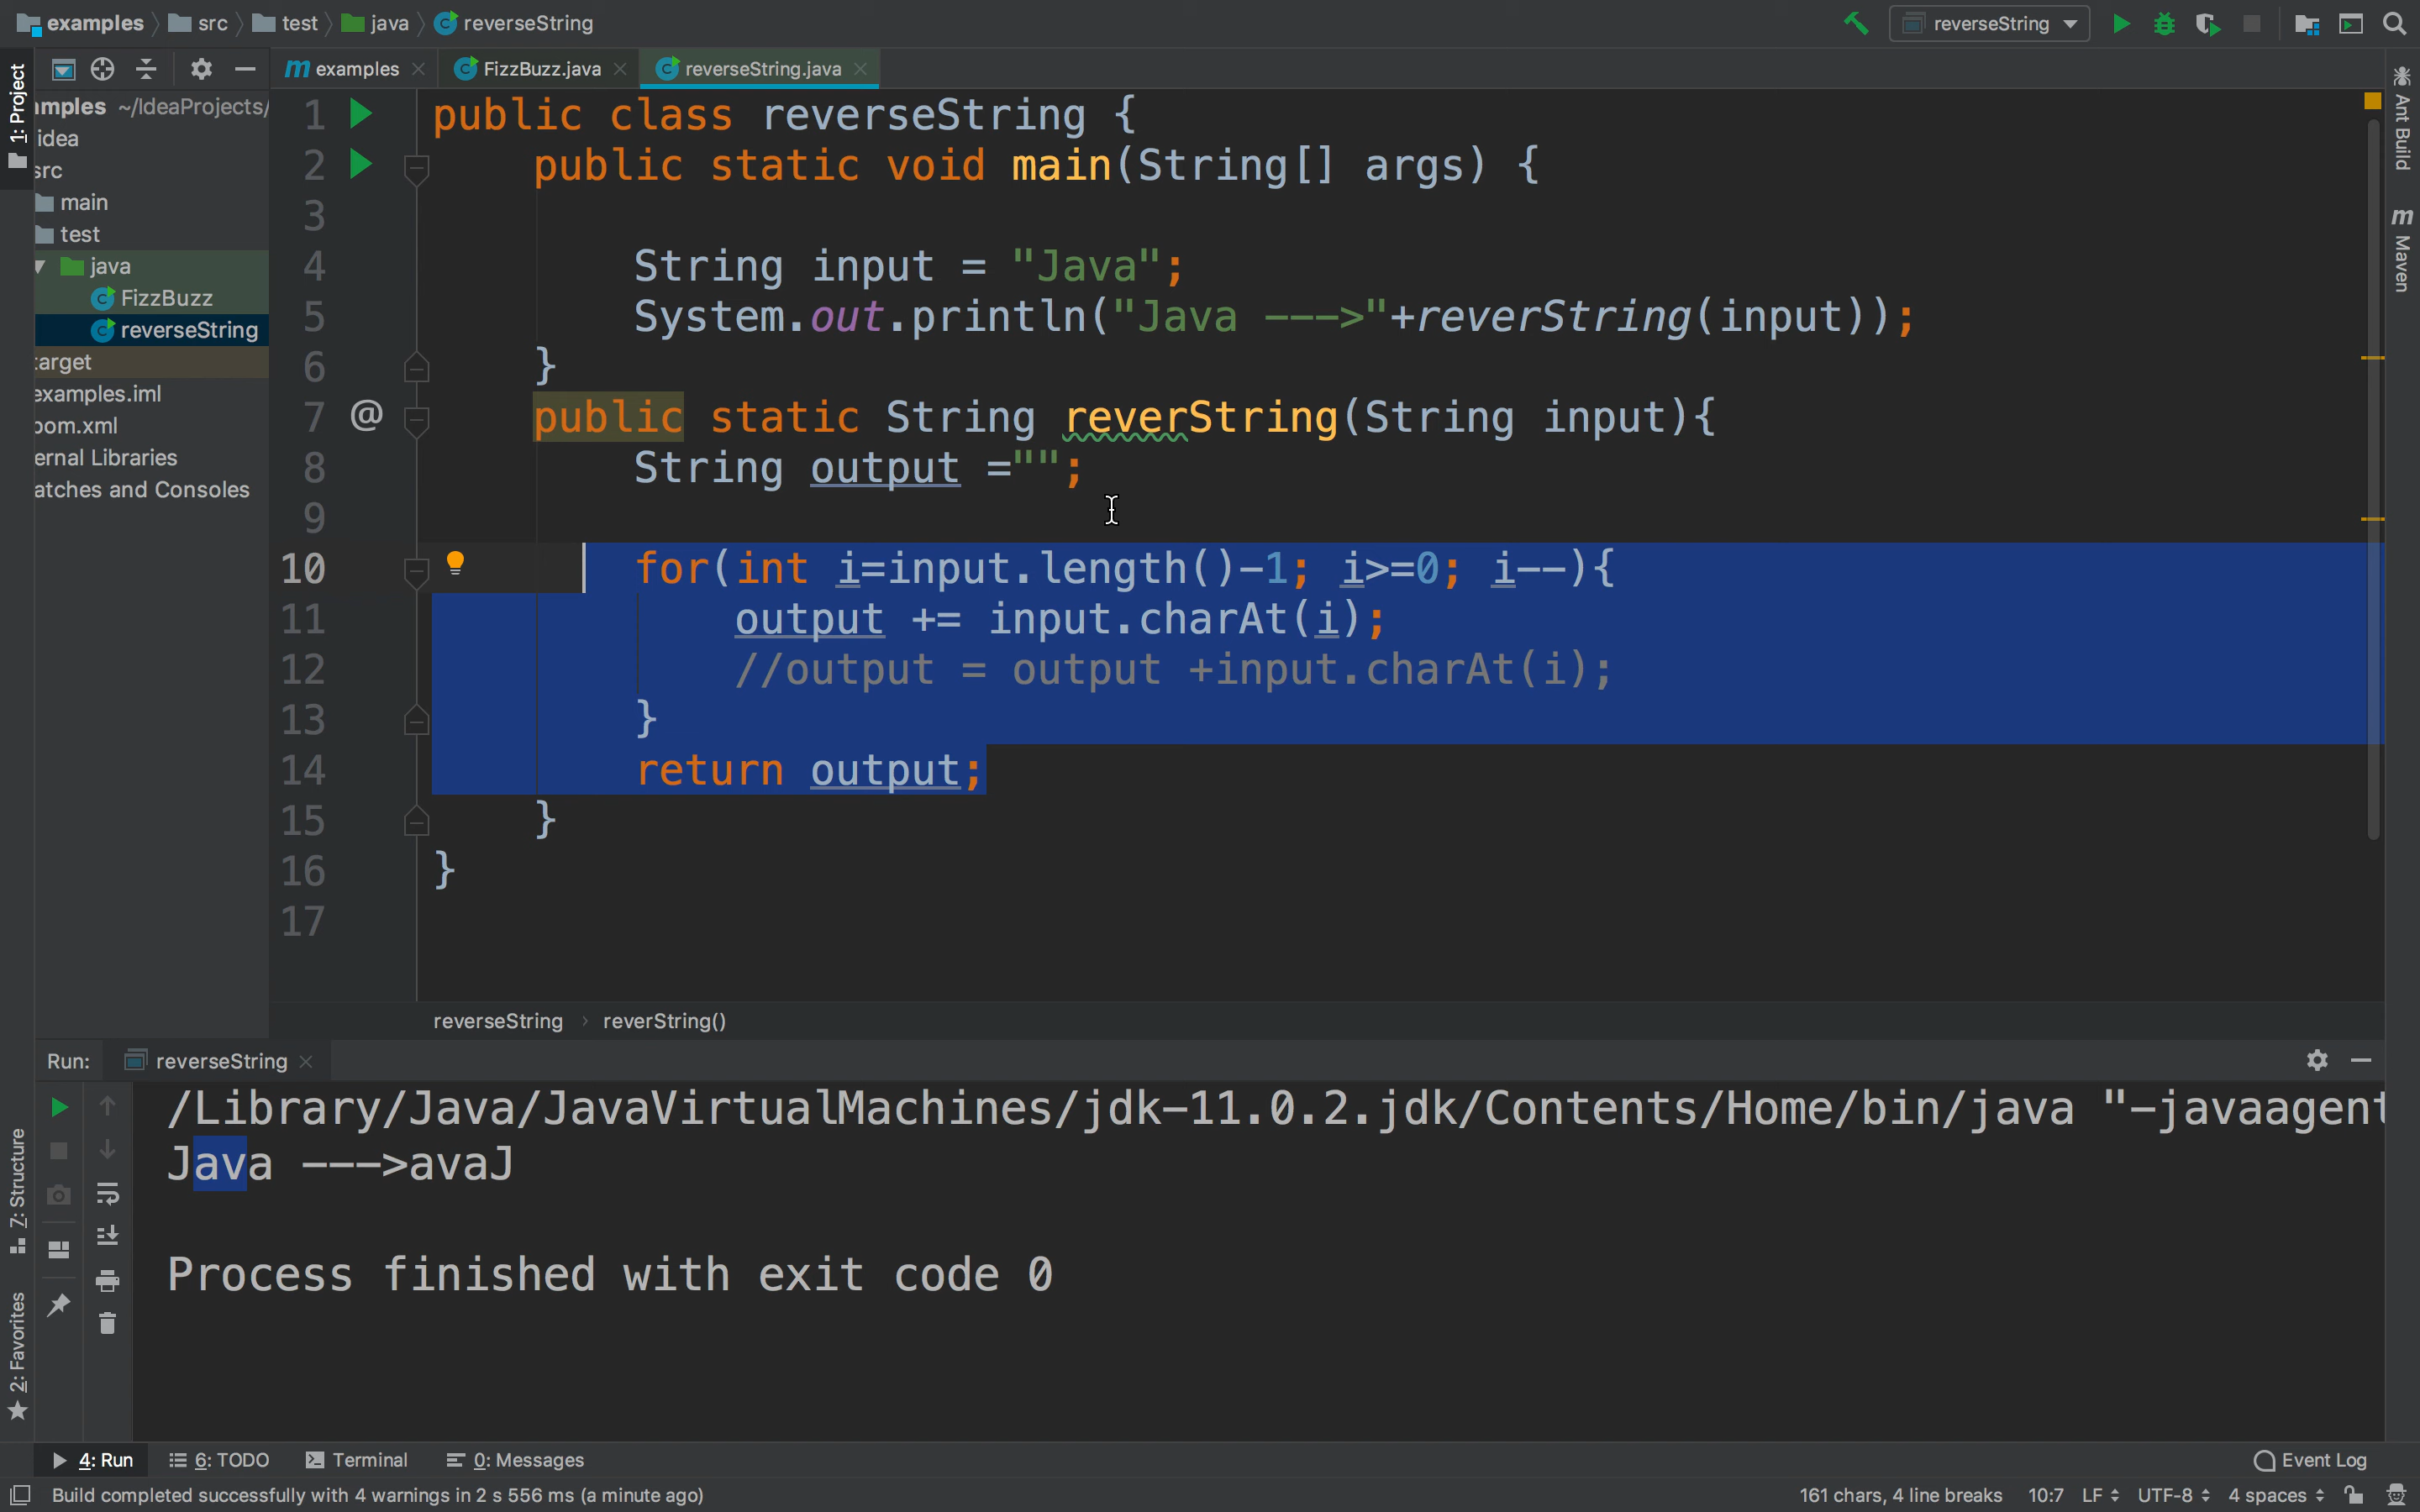 examples src test java reverseString reverseString
1: Project
examples FizzBuzz.java reverseString.java
mples ~/IdeaProjects/
idea
src
main
test
java
FizzBuzz
reverseString
target
examples.iml
pom.xml
ernal Libraries
atches and Consoles
1 public class reverseString {
2 public static void main(String[] args) {
3
4 String input = "Java";
5 System.out.println("Java --->"+reverString(input));
6 }
7 @ public static String reverString(String input){
8 String output ="";
9
10 for(int i=input.length()-1; i>=0; i--){
11 output += input.charAt(i);
12 //output = output +input.charAt(i);
13 }
14 return output;
15 }
16 }
17
Ant Build
m Maven
reverseString reverString()
Run: reverseString
/Library/Java/JavaVirtualMachines/jdk-11.0.2.jdk/Contents/Home/bin/java "-javaagent
Java --->avaJ
Process finished with exit code 0
7: Structure
2: Favorites
4: Run 6: TODO Terminal 0: Messages Event Log
Build completed successfully with 4 warnings in 2 s 556 ms (a minute ago) 161 chars, 4 line breaks 10:7 LF UTF-8 4 spaces